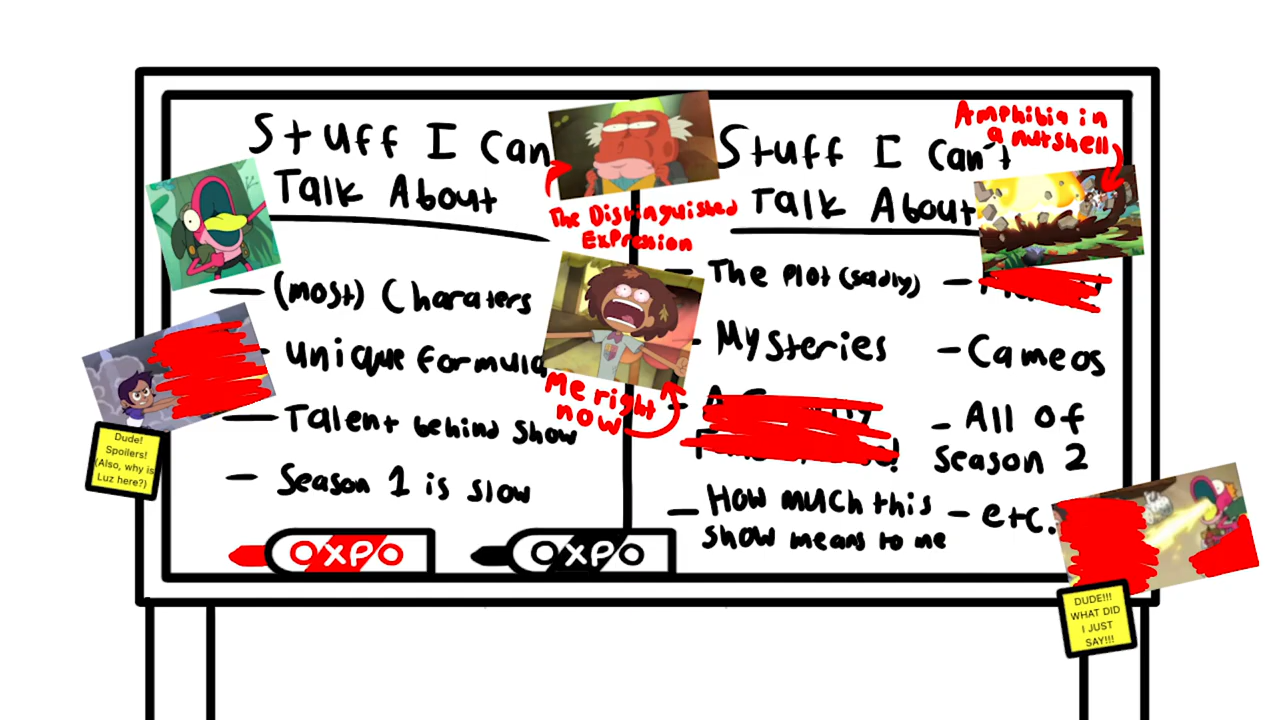 Stuff I Can
Talk About
- (most) Charaters
- Unique formula
- Talent behind show
- Season 1 is slow
The Distinguished
Expression
Me right
now
Stuff I Can't
Talk About
Amphibia in
a nutshell
- The Plot (sadly)
- Mysteries
- How much this
show means to me
- Cameos
- All of
Season 2
- etc.
Dude!
Spoilers!
(Also, why is
Luz here?)
OXPO
OXPO
DUDE!!!
WHAT DID
I JUST
SAY!!!